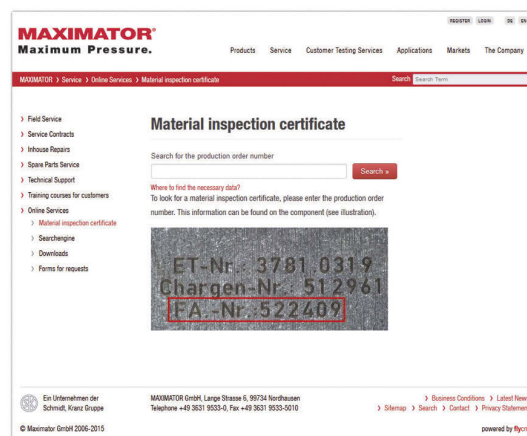 REGISTER LOGIN DE EN
MAXIMATOR®
Maximum Pressure.
Products Service Customer Testing Services Applications Markets The Company
MAXIMATOR > Service > Online Services > Material inspection certificate Search Search Term
> Field Service
> Service Contracts
> Inhouse Repairs
> Spare Parts Service
> Technical Support
> Training courses for customers
> Online Services
> Material inspection certificate
> Searchengine
> Downloads
> Forms for requests
Material inspection certificate
Search for the production order number
Search »
Where to find the necessary data?
To look for a material inspection certificate, please enter the production order
number. This information can be found on the component (see illustration).
ET-Nr.: 3781 0319
Chargen-Nr.: 512961
FA.-Nr.:522409
Ein Unternehmen der
Schmidt, Kranz Gruppe
MAXIMATOR GmbH, Lange Strasse 6, 99734 Nordhausen
Telephone +49 3631 9533-0, Fax +49 3631 9533-5010
> Business Conditions > Latest New
> Sitemap > Search > Contact > Privacy Statemen
© Maximator GmbH 2006-2015
powered by flycm